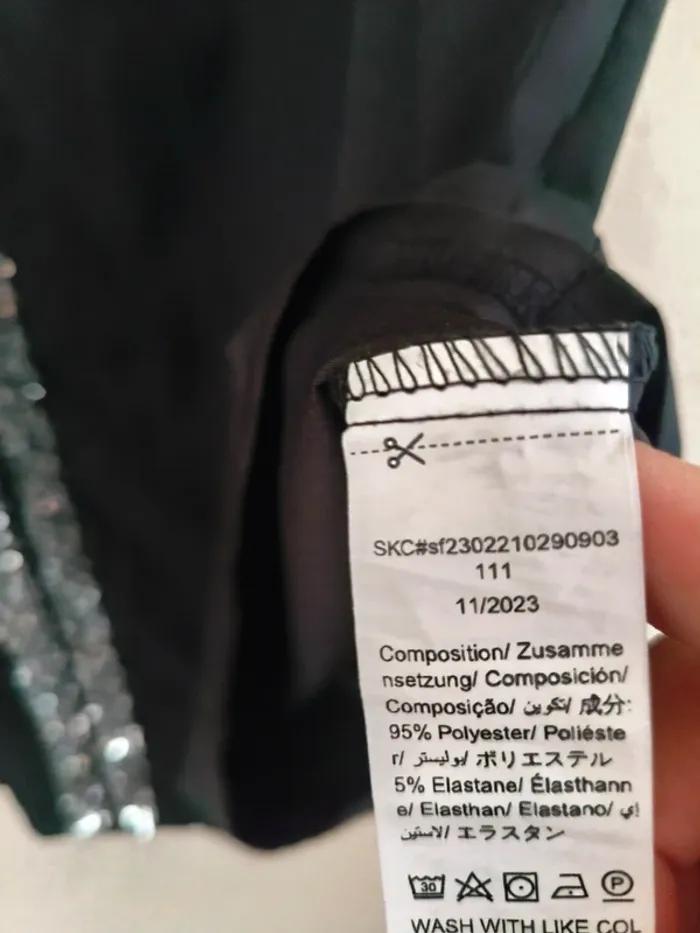 SKC#sf2302210290903
111
11/2023
Composition/ Zusamme
nsetzung/ Composición/
Composição/ تكوين/ 成分:
95% Polyester/ Poliéste
r/ بوليستر/ ポリエステル
5% Elastane/ Élasthann
e/ Elasthan/ Elastano/ إي
لاستين/ エラスタン
30 P
WASH WITH LIKE COL